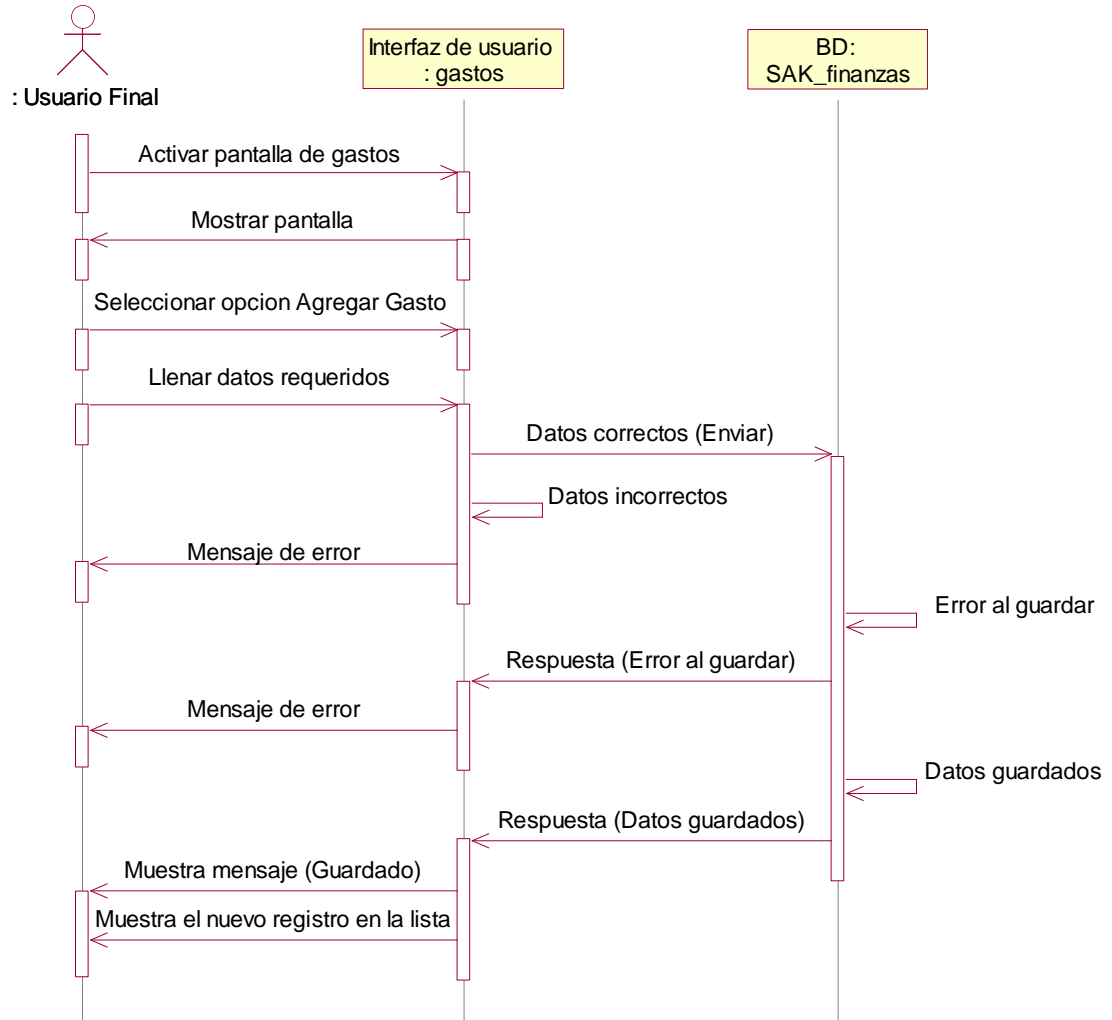 : Usuario Final
Interfaz de usuario
: gastos
BD:
SAK_finanzas
Activar pantalla de gastos
Mostrar pantalla
Seleccionar opcion Agregar Gasto
Llenar datos requeridos
Datos correctos (Enviar)
Datos incorrectos
Mensaje de error
Error al guardar
Respuesta (Error al guardar)
Mensaje de error
Datos guardados
Respuesta (Datos guardados)
Muestra mensaje (Guardado)
Muestra el nuevo registro en la lista